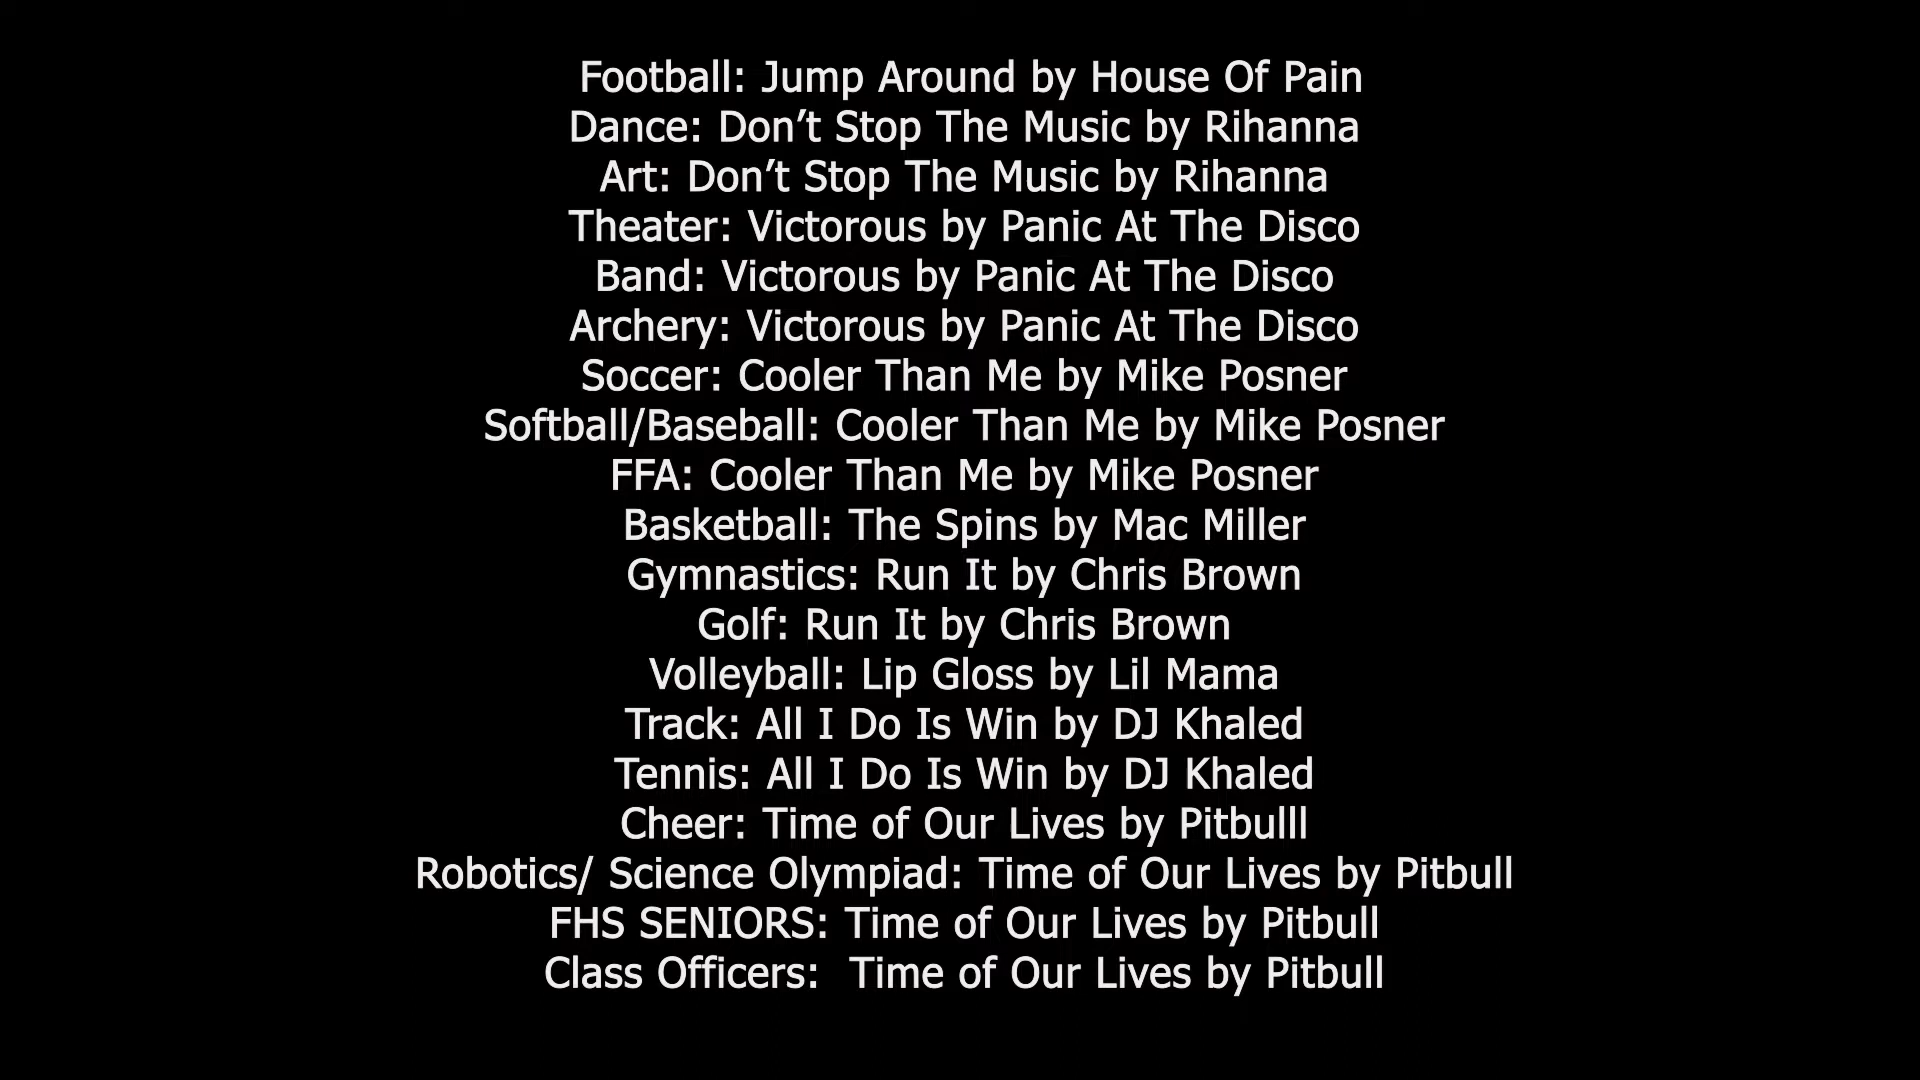 Football: Jump Around by House Of Pain
Dance: Don’t Stop The Music by Rihanna
Art: Don’t Stop The Music by Rihanna
Theater: Victorous by Panic At The Disco
Band: Victorous by Panic At The Disco
Archery: Victorous by Panic At The Disco
Soccer: Cooler Than Me by Mike Posner
Softball/Baseball: Cooler Than Me by Mike Posner
FFA: Cooler Than Me by Mike Posner
Basketball: The Spins by Mac Miller
Gymnastics: Run It by Chris Brown
Golf: Run It by Chris Brown
Volleyball: Lip Gloss by Lil Mama
Track: All I Do Is Win by DJ Khaled
Tennis: All I Do Is Win by DJ Khaled
Cheer: Time of Our Lives by Pitbulll
Robotics/ Science Olympiad: Time of Our Lives by Pitbull
FHS SENIORS: Time of Our Lives by Pitbull
Class Officers:  Time of Our Lives by Pitbull